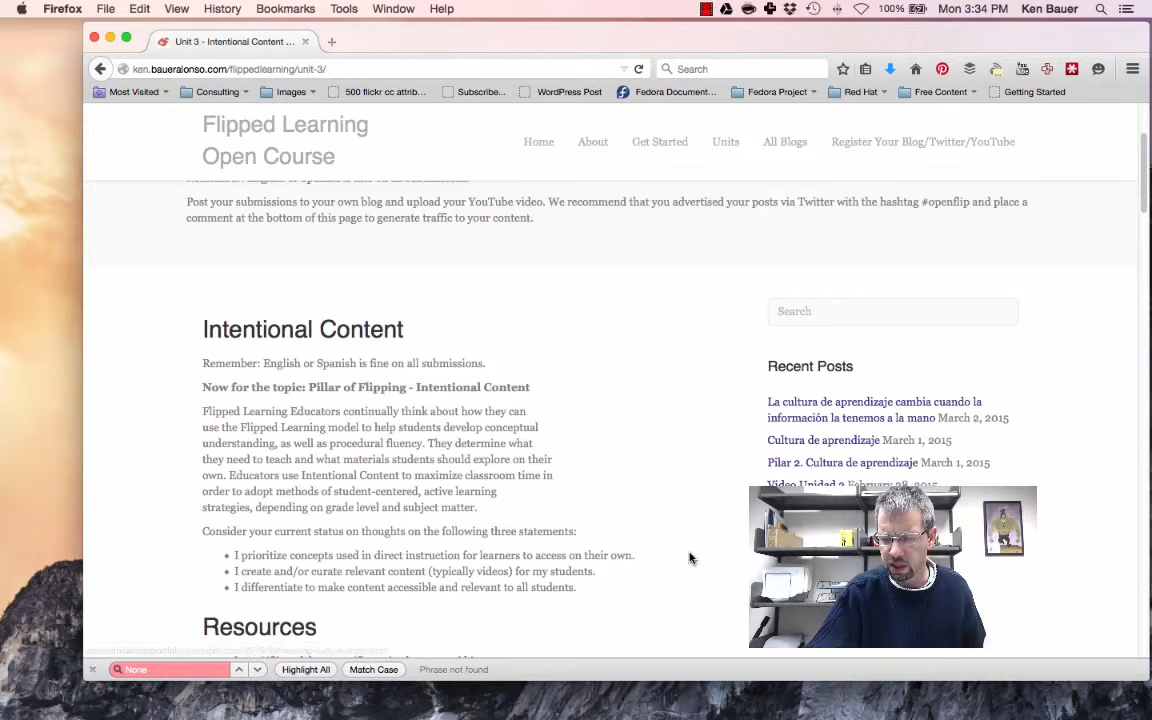 Firefox File Edit View History Bookmarks Tools Window Help 100% Mon 3:34 PM Ken Bauer
Unit 3 - Intentional Content ...
ken.baueralonso.com/flippedlearning/unit-3/ Search
Most Visited Consulting Images 500 flickr cc attrib... Subscribe... WordPress Post Fedora Document... Fedora Project Red Hat Free Content Getting Started
Flipped Learning
Open Course
Home About Get Started Units All Blogs Register Your Blog/Twitter/YouTube
Post your submissions to your own blog and upload your YouTube video. We recommend that you advertised your posts via Twitter with the hashtag #openflip and place a
comment at the bottom of this page to generate traffic to your content.
Intentional Content
Remember: English or Spanish is fine on all submissions.
Now for the topic: Pillar of Flipping - Intentional Content
Flipped Learning Educators continually think about how they can
use the Flipped Learning model to help students develop conceptual
understanding, as well as procedural fluency. They determine what
they need to teach and what materials students should explore on their
own. Educators use Intentional Content to maximize classroom time in
order to adopt methods of student-centered, active learning
strategies, depending on grade level and subject matter.
Consider your current status on thoughts on the following three statements:
I prioritize concepts used in direct instruction for learners to access on their own.
I create and/or curate relevant content (typically videos) for my students.
I differentiate to make content accessible and relevant to all students.
Resources
Search
Recent Posts
La cultura de aprendizaje cambia cuando la
información la tenemos a la mano March 2, 2015
Cultura de aprendizaje March 1, 2015
Pilar 2. Cultura de aprendizaje March 1, 2015
Video Unidad 2 February 28, 2015
None Highlight All Match Case Phrase not found